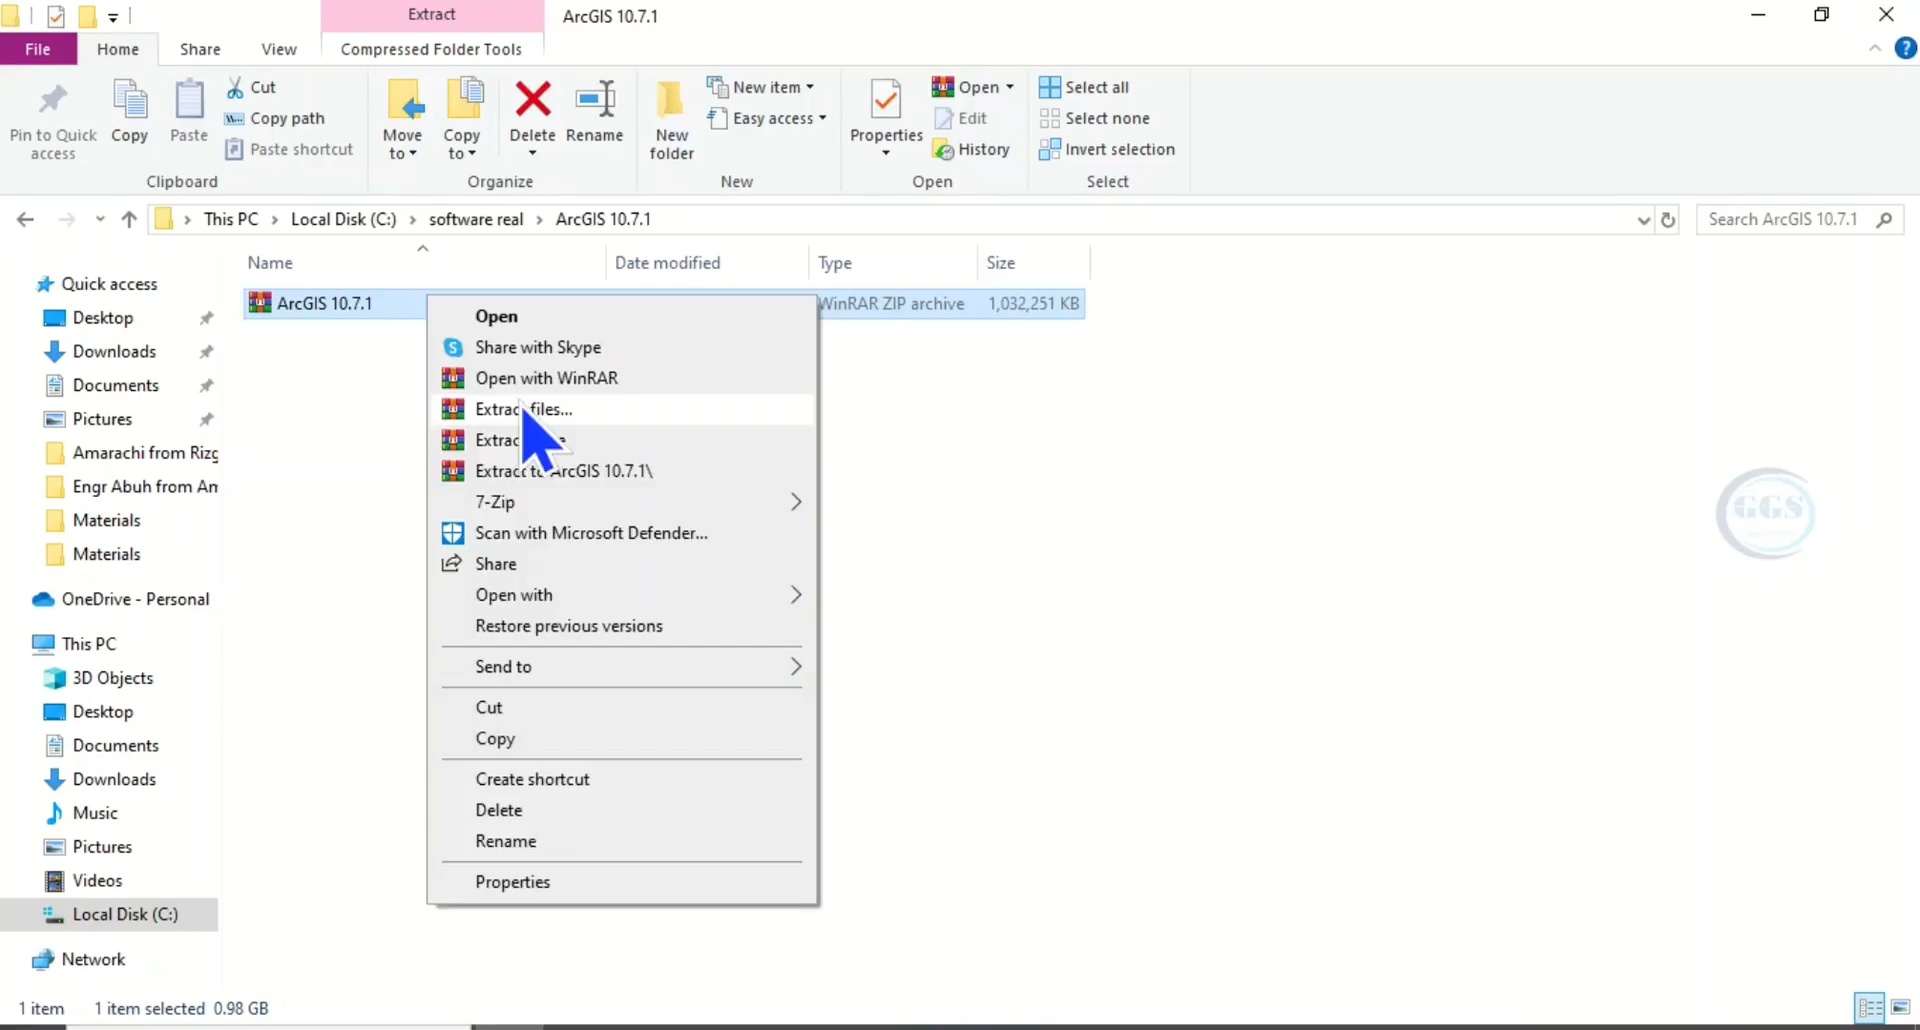 Extract
ArcGIS 10.7.1
File
Home
Share
View
Compressed Folder Tools
Pin to Quick access
Copy
Paste
Cut
Copy path
Paste shortcut
Clipboard
Move to
Copy to
Delete
Rename
Organize
New folder
New item
Easy access
New
Properties
Open
Edit
History
Open
Select all
Select none
Invert selection
Select
This PC > Local Disk (C:) > software real > ArcGIS 10.7.1
Search ArcGIS 10.7.1
Name
Date modified
Type
Size
ArcGIS 10.7.1
WinRAR ZIP archive
1,032,251 KB
Quick access
Desktop
Downloads
Documents
Pictures
Amarachi from Rizg
Engr Abuh from Am
Materials
Materials
OneDrive - Personal
This PC
3D Objects
Desktop
Documents
Downloads
Music
Pictures
Videos
Local Disk (C:)
Network
Open
Share with Skype
Open with WinRAR
Extract files...
Extract to ArcGIS 10.7.1\
7-Zip
Scan with Microsoft Defender...
Share
Open with
Restore previous versions
Send to
Cut
Copy
Create shortcut
Delete
Rename
Properties
GGS
1 item
1 item selected 0.98 GB